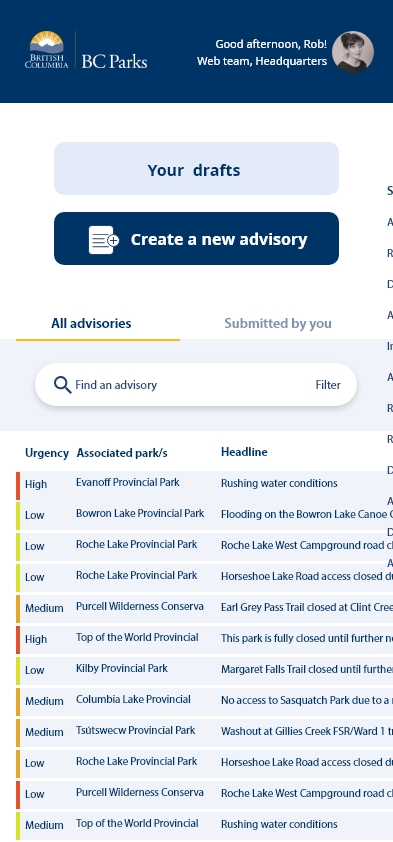 BRITISH
COLUMBIA
BC Parks
Good afternoon, Rob!
Web team, Headquarters
Your drafts
Create a new advisory
All advisories Submitted by you
Find an advisory Filter
Urgency Associated park/s Headline
High Evanoff Provincial Park Rushing water conditions
Low Bowron Lake Provincial Park Flooding on the Bowron Lake Canoe
Low Roche Lake Provincial Park Roche Lake West Campground road
Low Roche Lake Provincial Park Horseshoe Lake Road access closed
Medium Purcell Wilderness Conserva Earl Grey Pass Trail closed at Clint
High Top of the World Provincial This park is fully closed until further
Low Kilby Provincial Park Margaret Falls Trail closed until further
Medium Columbia Lake Provincial No access to Sasquatch Park due to a
Medium Tsútswecw Provincial Park Washout at Gillies Creek FSR/Ward 1
Low Roche Lake Provincial Park Horseshoe Lake Road access closed
Low Purcell Wilderness Conserva Roche Lake West Campground road
Medium Top of the World Provincial Rushing water conditions